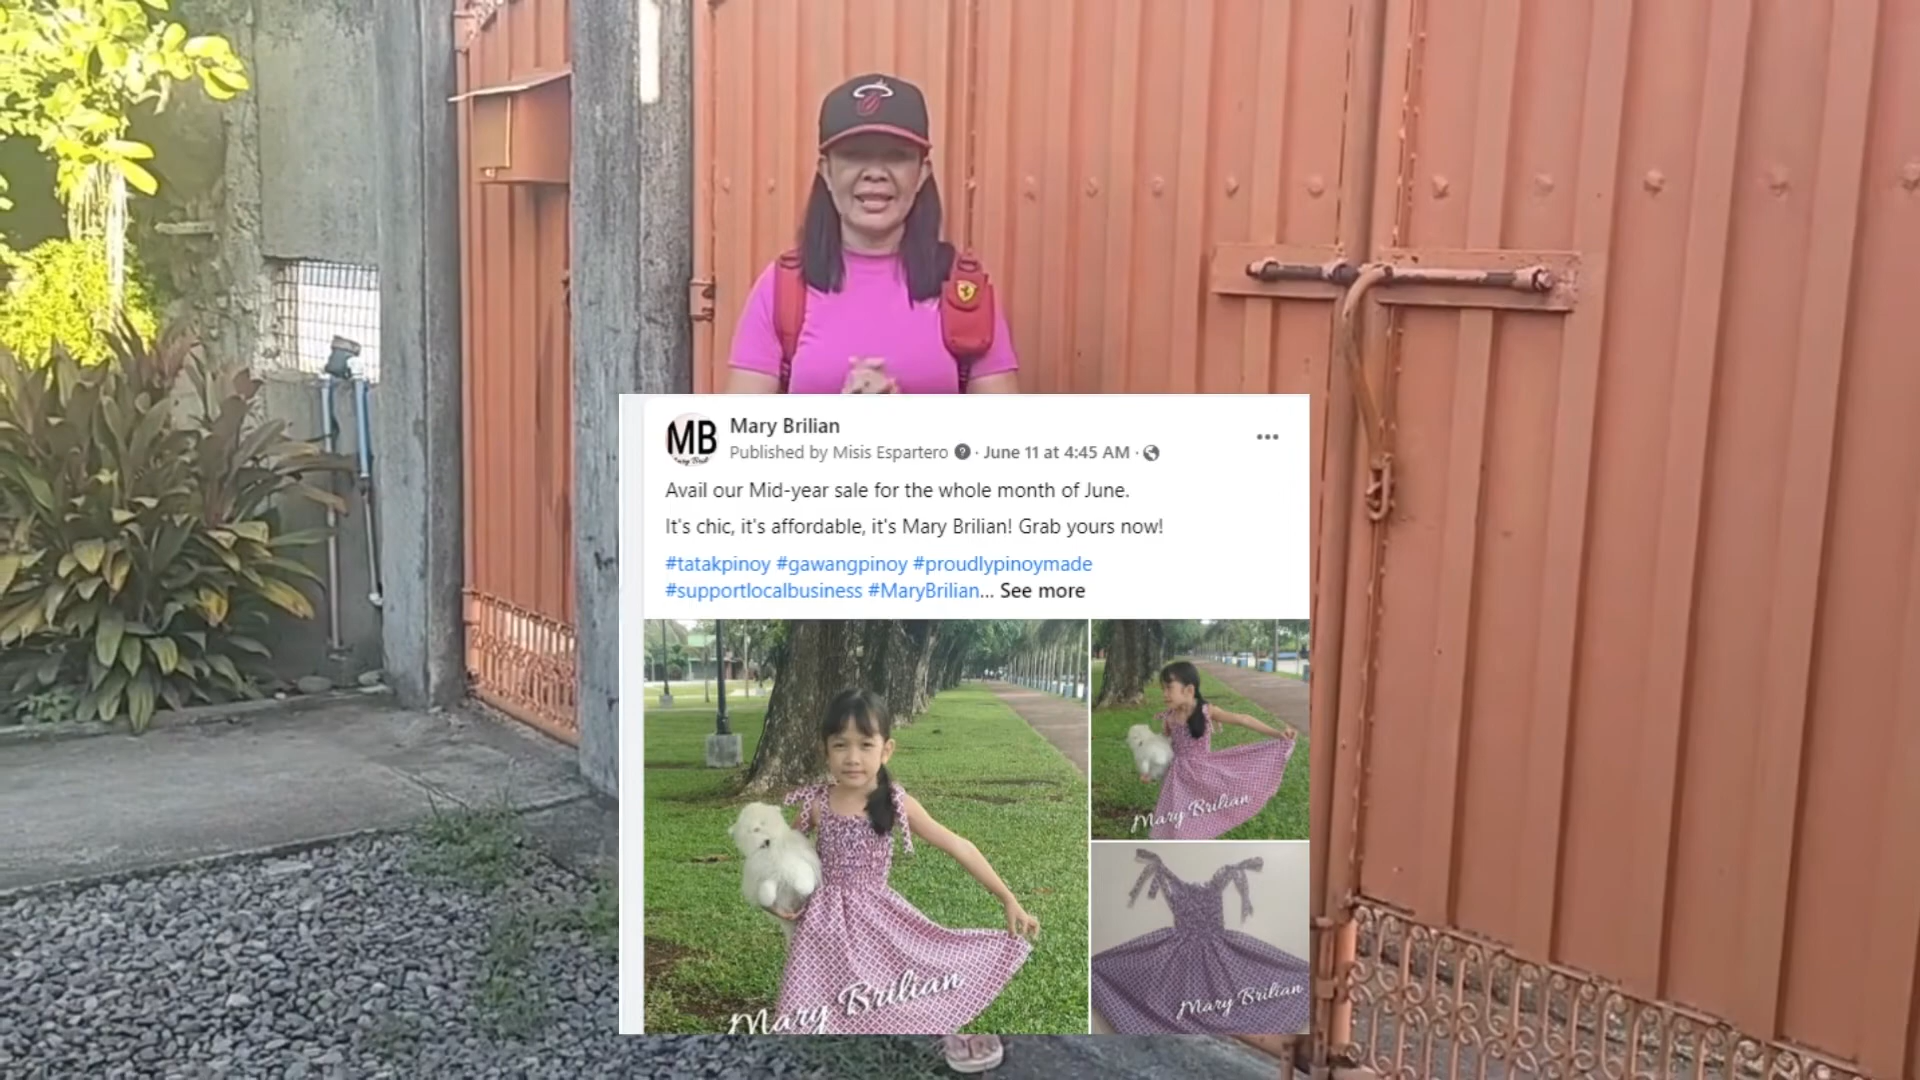 MB
Mary Brilian
Published by Misis Espartero · June 11 at 4:45 AM ·
Avail our Mid-year sale for the whole month of June.
It's chic, it's affordable, it's Mary Brilian! Grab yours now!
#tatakpinoy #gawangpinoy #proudlypinoymade
#supportlocalbusiness #MaryBrilian... See more
Mary Brilian
Mary Brilian
Mary Brilian